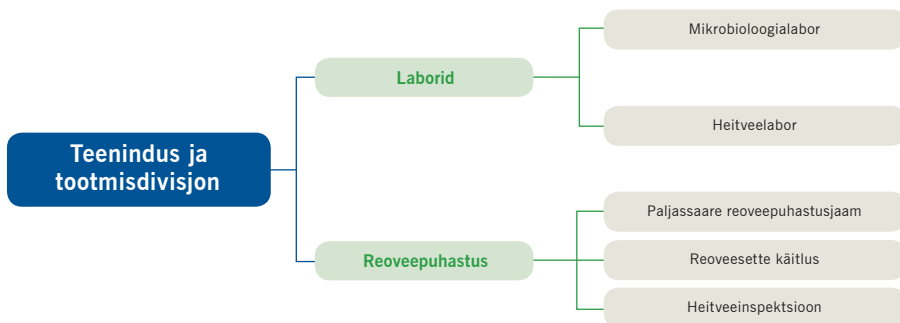 Teenindus ja
tootmisdivisjon
Laborid
Mikrobioloogialabor
Heitveelabor
Reoveepuhastus
Paljassaare reoveepuhastusjaam
Reoveesette käitlus
Heitveeinspektsioon